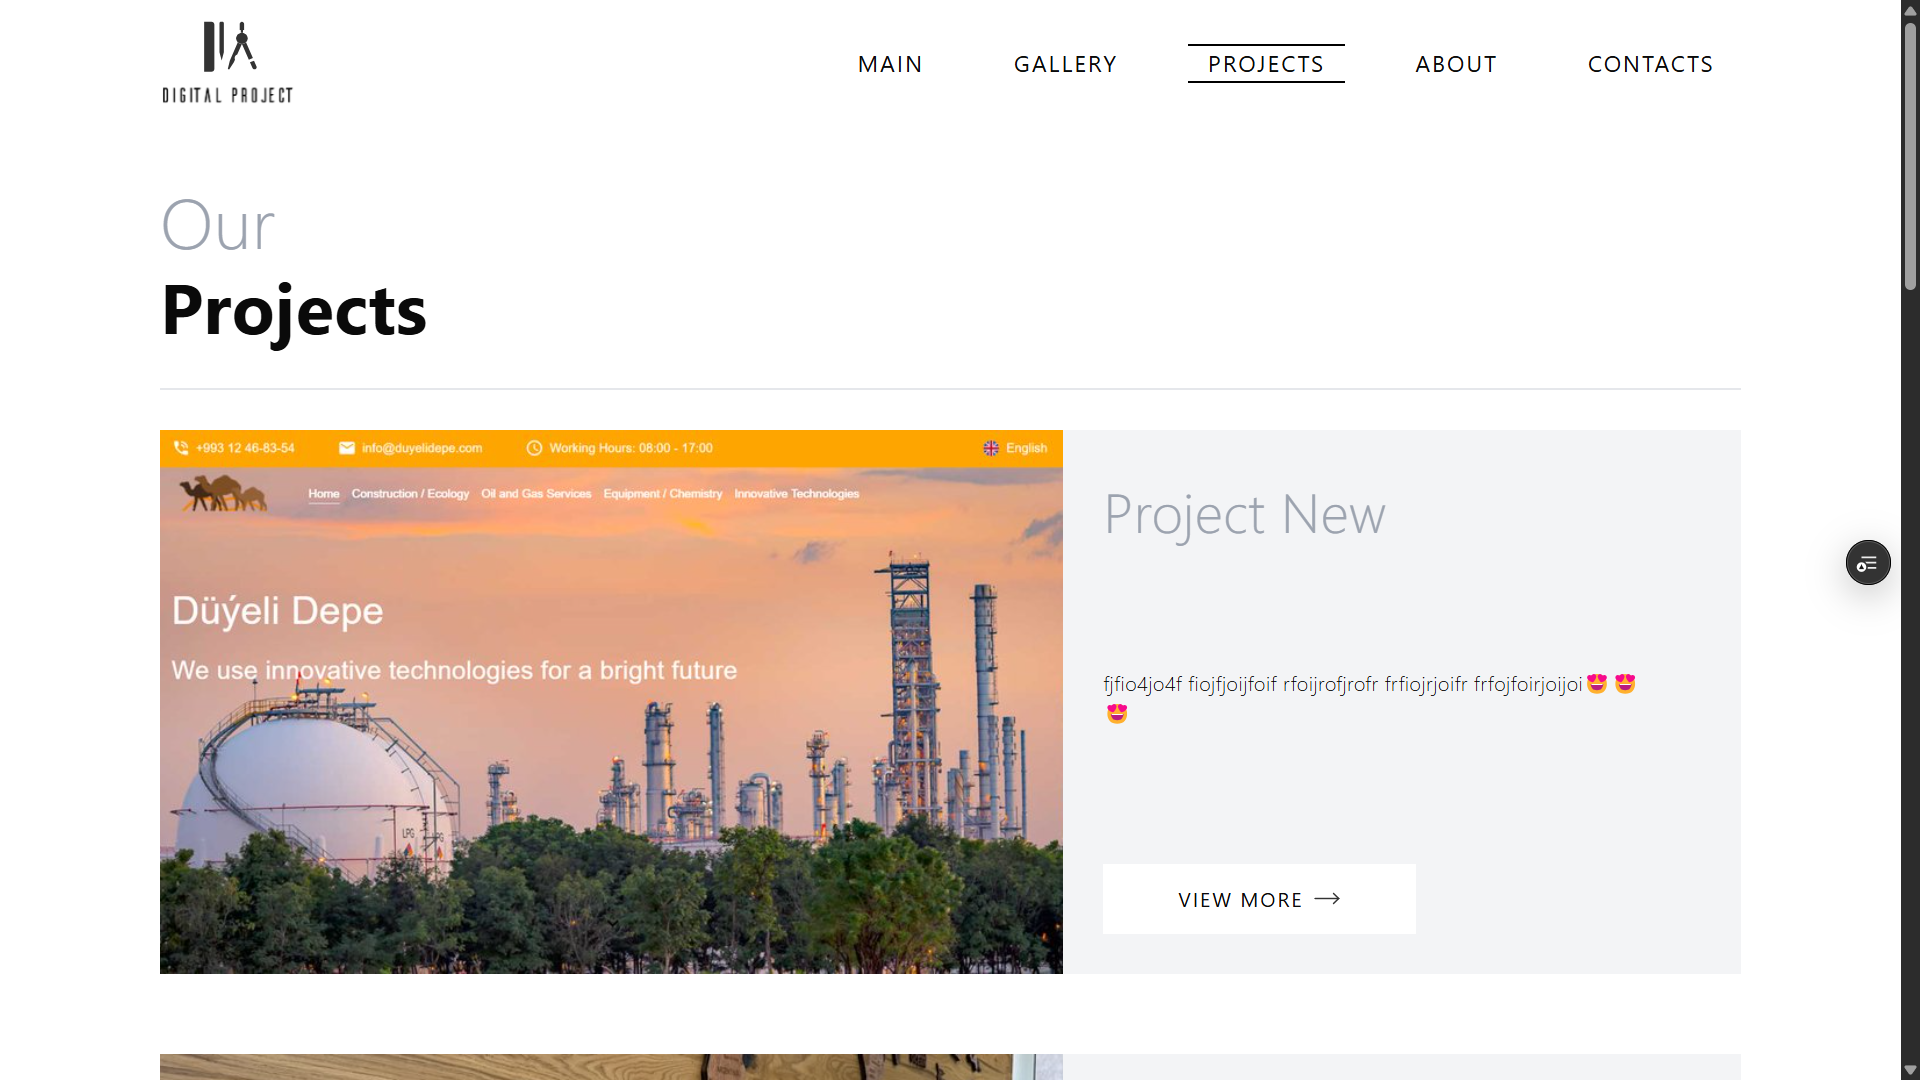 DIGITAL PROJECT
MAIN GALLERY PROJECTS ABOUT CONTACTS
Our
Projects
+993 12 46-83-54 info@duyelidepe.com Working Hours: 08:00 - 17:00 English
Home Construction / Ecology Oil and Gas Services Equipment / Chemistry Innovative Technologies
Düýeli Depe
We use innovative technologies for a bright future
LPG
Project New
fjfio4jo4f fiojfjoijfoif rfoijrofjrofr frfiojrjoifr frfojfoirjoijoi😍 😍
😍
VIEW MORE →